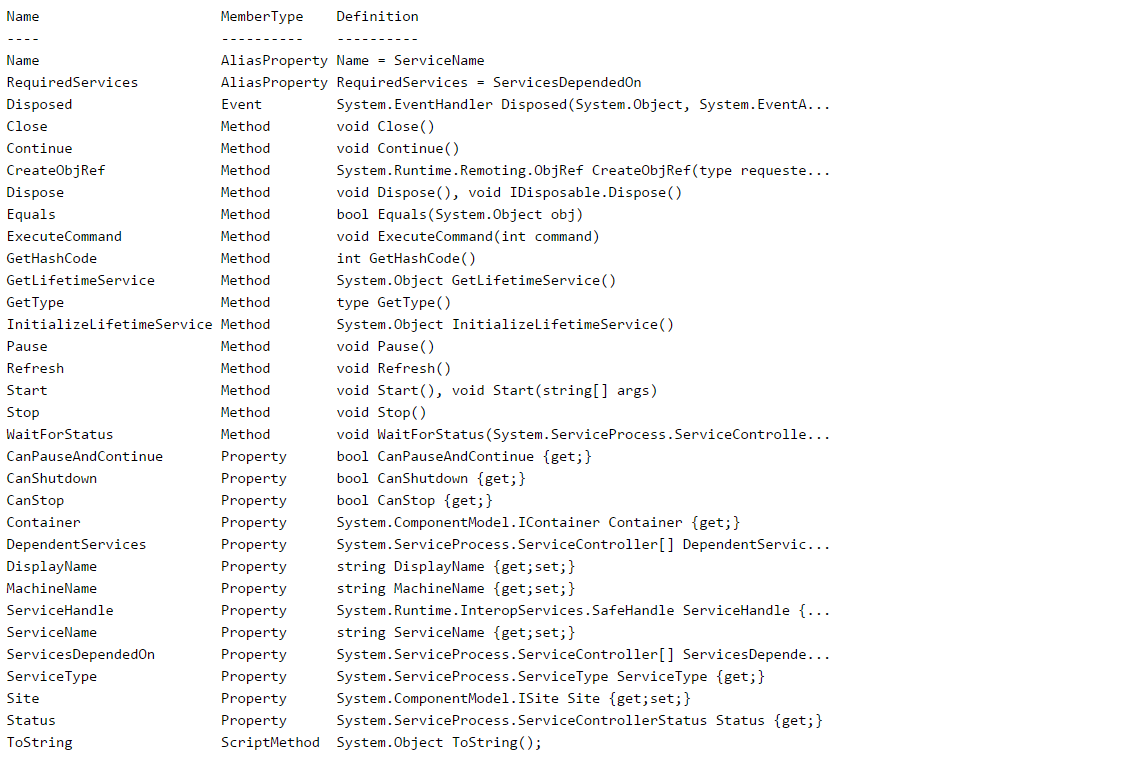 Name                      MemberType    Definition
----                      ----------    ----------
Name                      AliasProperty Name = ServiceName
RequiredServices          AliasProperty RequiredServices = ServicesDependedOn
Disposed                  Event         System.EventHandler Disposed(System.Object, System.EventA...
Close                     Method        void Close()
Continue                  Method        void Continue()
CreateObjRef              Method        System.Runtime.Remoting.ObjRef CreateObjRef(type requeste...
Dispose                   Method        void Dispose(), void IDisposable.Dispose()
Equals                    Method        bool Equals(System.Object obj)
ExecuteCommand            Method        void ExecuteCommand(int command)
GetHashCode               Method        int GetHashCode()
GetLifetimeService        Method        System.Object GetLifetimeService()
GetType                   Method        type GetType()
InitializeLifetimeService Method        System.Object InitializeLifetimeService()
Pause                     Method        void Pause()
Refresh                   Method        void Refresh()
Start                     Method        void Start(), void Start(string[] args)
Stop                      Method        void Stop()
WaitForStatus             Method        void WaitForStatus(System.ServiceProcess.ServiceControlle...
CanPauseAndContinue       Property      bool CanPauseAndContinue {get;}
CanShutdown               Property      bool CanShutdown {get;}
CanStop                   Property      bool CanStop {get;}
Container                 Property      System.ComponentModel.IContainer Container {get;}
DependentServices         Property      System.ServiceProcess.ServiceController[] DependentServic...
DisplayName               Property      string DisplayName {get;set;}
MachineName               Property      string MachineName {get;set;}
ServiceHandle             Property      System.Runtime.InteropServices.SafeHandle ServiceHandle {...
ServiceName               Property      string ServiceName {get;set;}
ServicesDependedOn        Property      System.ServiceProcess.ServiceController[] ServicesDepende...
ServiceType               Property      System.ServiceProcess.ServiceType ServiceType {get;}
Site                      Property      System.ComponentModel.ISite Site {get;set;}
Status                    Property      System.ServiceProcess.ServiceControllerStatus Status {get;}
ToString                  ScriptMethod  System.Object ToString();